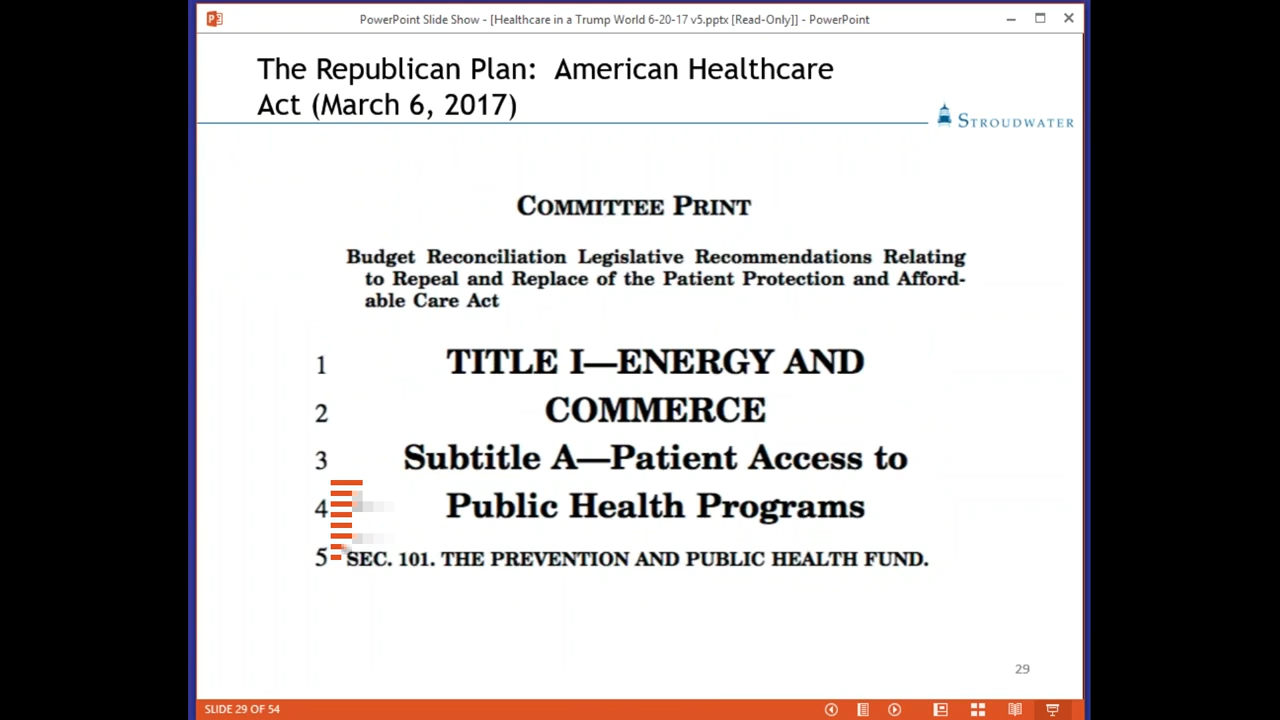 PowerPoint Slide Show - [Healthcare in a Trump World 6-20-17 v5.pptx [Read-Only]] - PowerPoint
The Republican Plan: American Healthcare
Act (March 6, 2017)
STROUDWATER
COMMITTEE PRINT
Budget Reconciliation Legislative Recommendations Relating
to Repeal and Replace of the Patient Protection and Afford-
able Care Act
1 TITLE I—ENERGY AND
2 COMMERCE
3 Subtitle A—Patient Access to
4 Public Health Programs
5 SEC. 101. THE PREVENTION AND PUBLIC HEALTH FUND.
29
SLIDE 29 OF 54